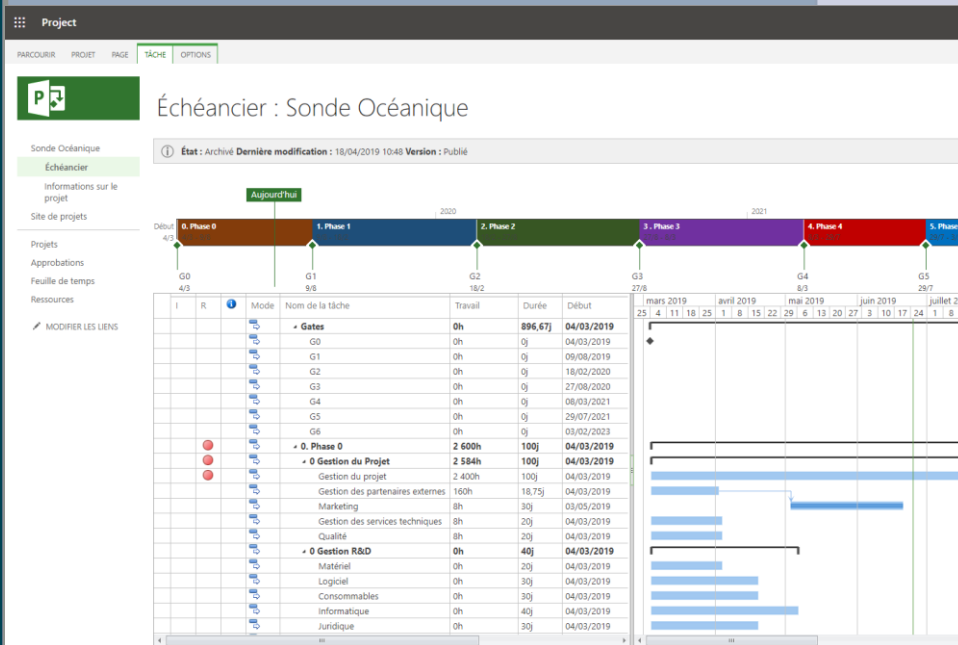 Project
PARCOURIR PROJET PAGE TÂCHE OPTIONS
P
Échéancier : Sonde Océanique
Sonde Océanique
Échéancier
Informations sur le
projet
Site de projets
Projets
Approbations
Feuille de temps
Ressources
MODIFIER LES LIENS
État : Archivé Dernière modification : 18/04/2019 10:48 Version : Publié
Aujourd'hui
2020 2021
Début
4/3
0. Phase 0 1. Phase 1 2. Phase 2 3 . Phase 3 4. Phase 4 5. Phase
G0 G1 G2 G3 G4 G5
4/3 9/8 18/2 27/8 8/3 29/7
I R Mode Nom de la tâche Travail Durée Début
mars 2019 avril 2019 mai 2019 juin 2019 juillet 2
25 4 11 18 25 1 8 15 22 29 6 13 20 27 3 10 17 24 1 8
Gates 0h 896,67j 04/03/2019
G0 0h 0j 04/03/2019
G1 0h 0j 09/08/2019
G2 0h 0j 18/02/2020
G3 0h 0j 27/08/2020
G4 0h 0j 08/03/2021
G5 0h 0j 29/07/2021
G6 0h 0j 03/02/2023
0. Phase 0 2 600h 100j 04/03/2019
0 Gestion du Projet 2 584h 100j 04/03/2019
Gestion du projet 2 400h 100j 04/03/2019
Gestion des partenaires externes 160h 18,75j 04/03/2019
Marketing 8h 30j 03/05/2019
Gestion des services techniques 8h 20j 04/03/2019
Qualité 8h 20j 04/03/2019
0 Gestion R&D 0h 40j 04/03/2019
Matériel 0h 20j 04/03/2019
Logiciel 0h 30j 04/03/2019
Consommables 0h 30j 04/03/2019
Informatique 0h 40j 04/03/2019
Juridique 0h 30j 04/03/2019